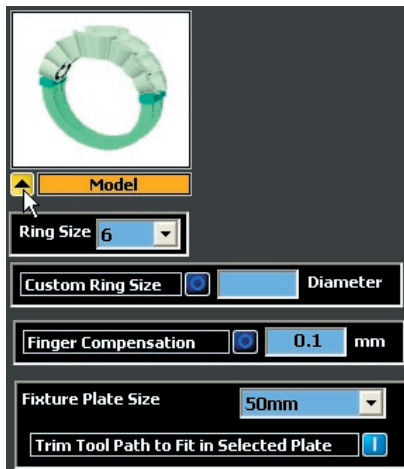 Model
Ring Size 6
Custom Ring Size Diameter
Finger Compensation 0.1 mm
Fixture Plate Size 50mm
Trim Tool Path to Fit in Selected Plate